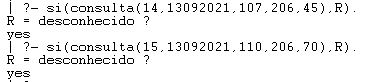 | ?- si(consulta(14,13092021,107,206,45),R).
R = desconhecido ?
yes
| ?- si(consulta(15,13092021,110,206,70),R).
R = desconhecido ?
yes